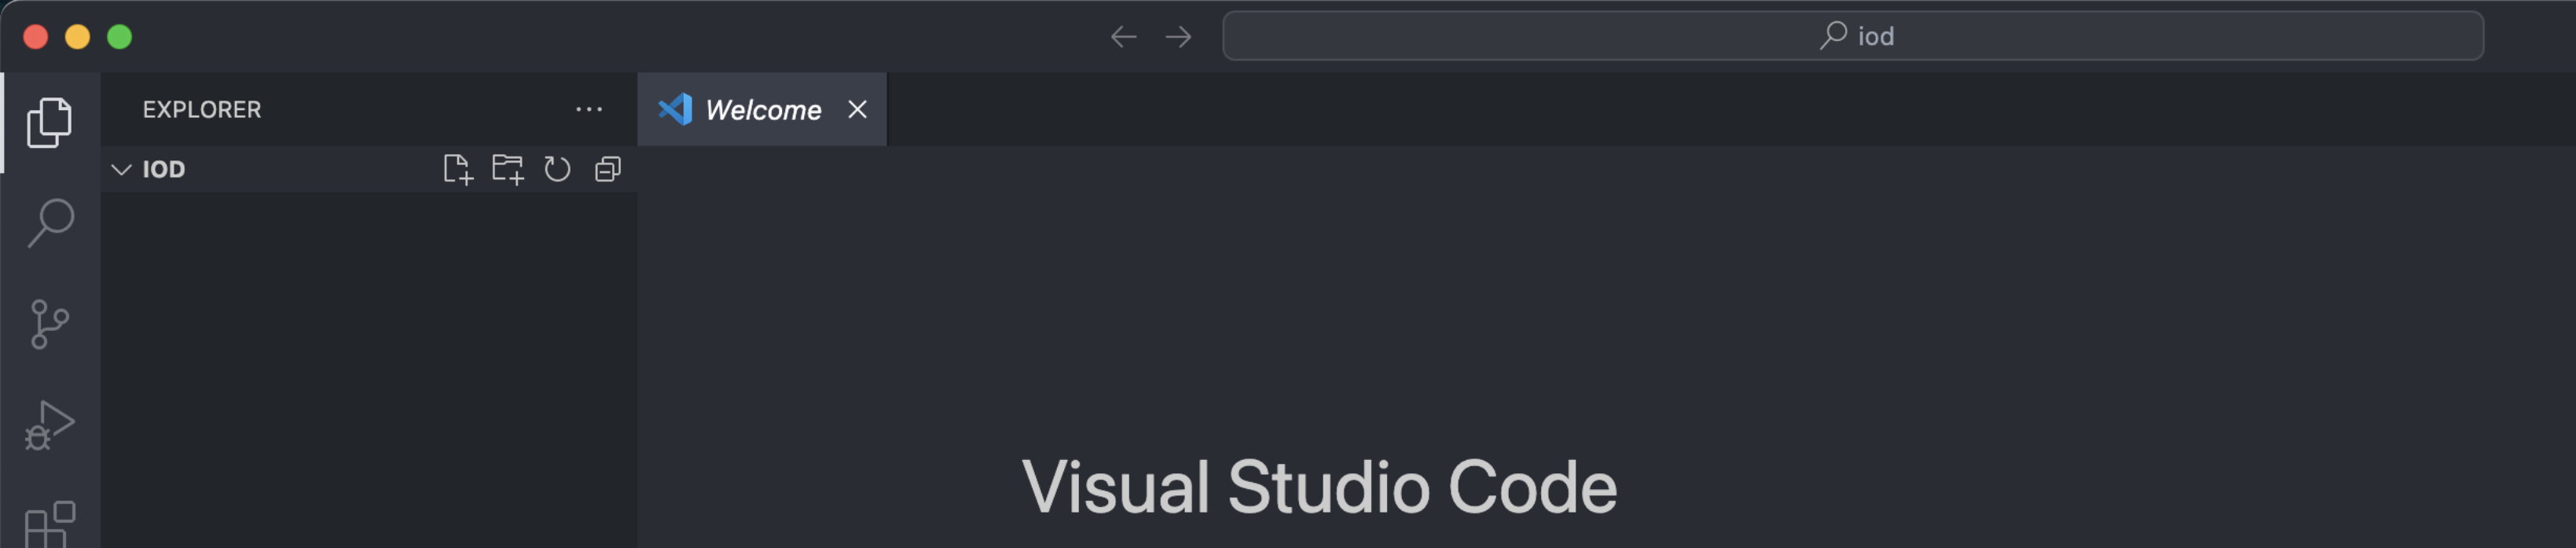 iod
EXPLORER
Welcome
IOD
Visual Studio Code